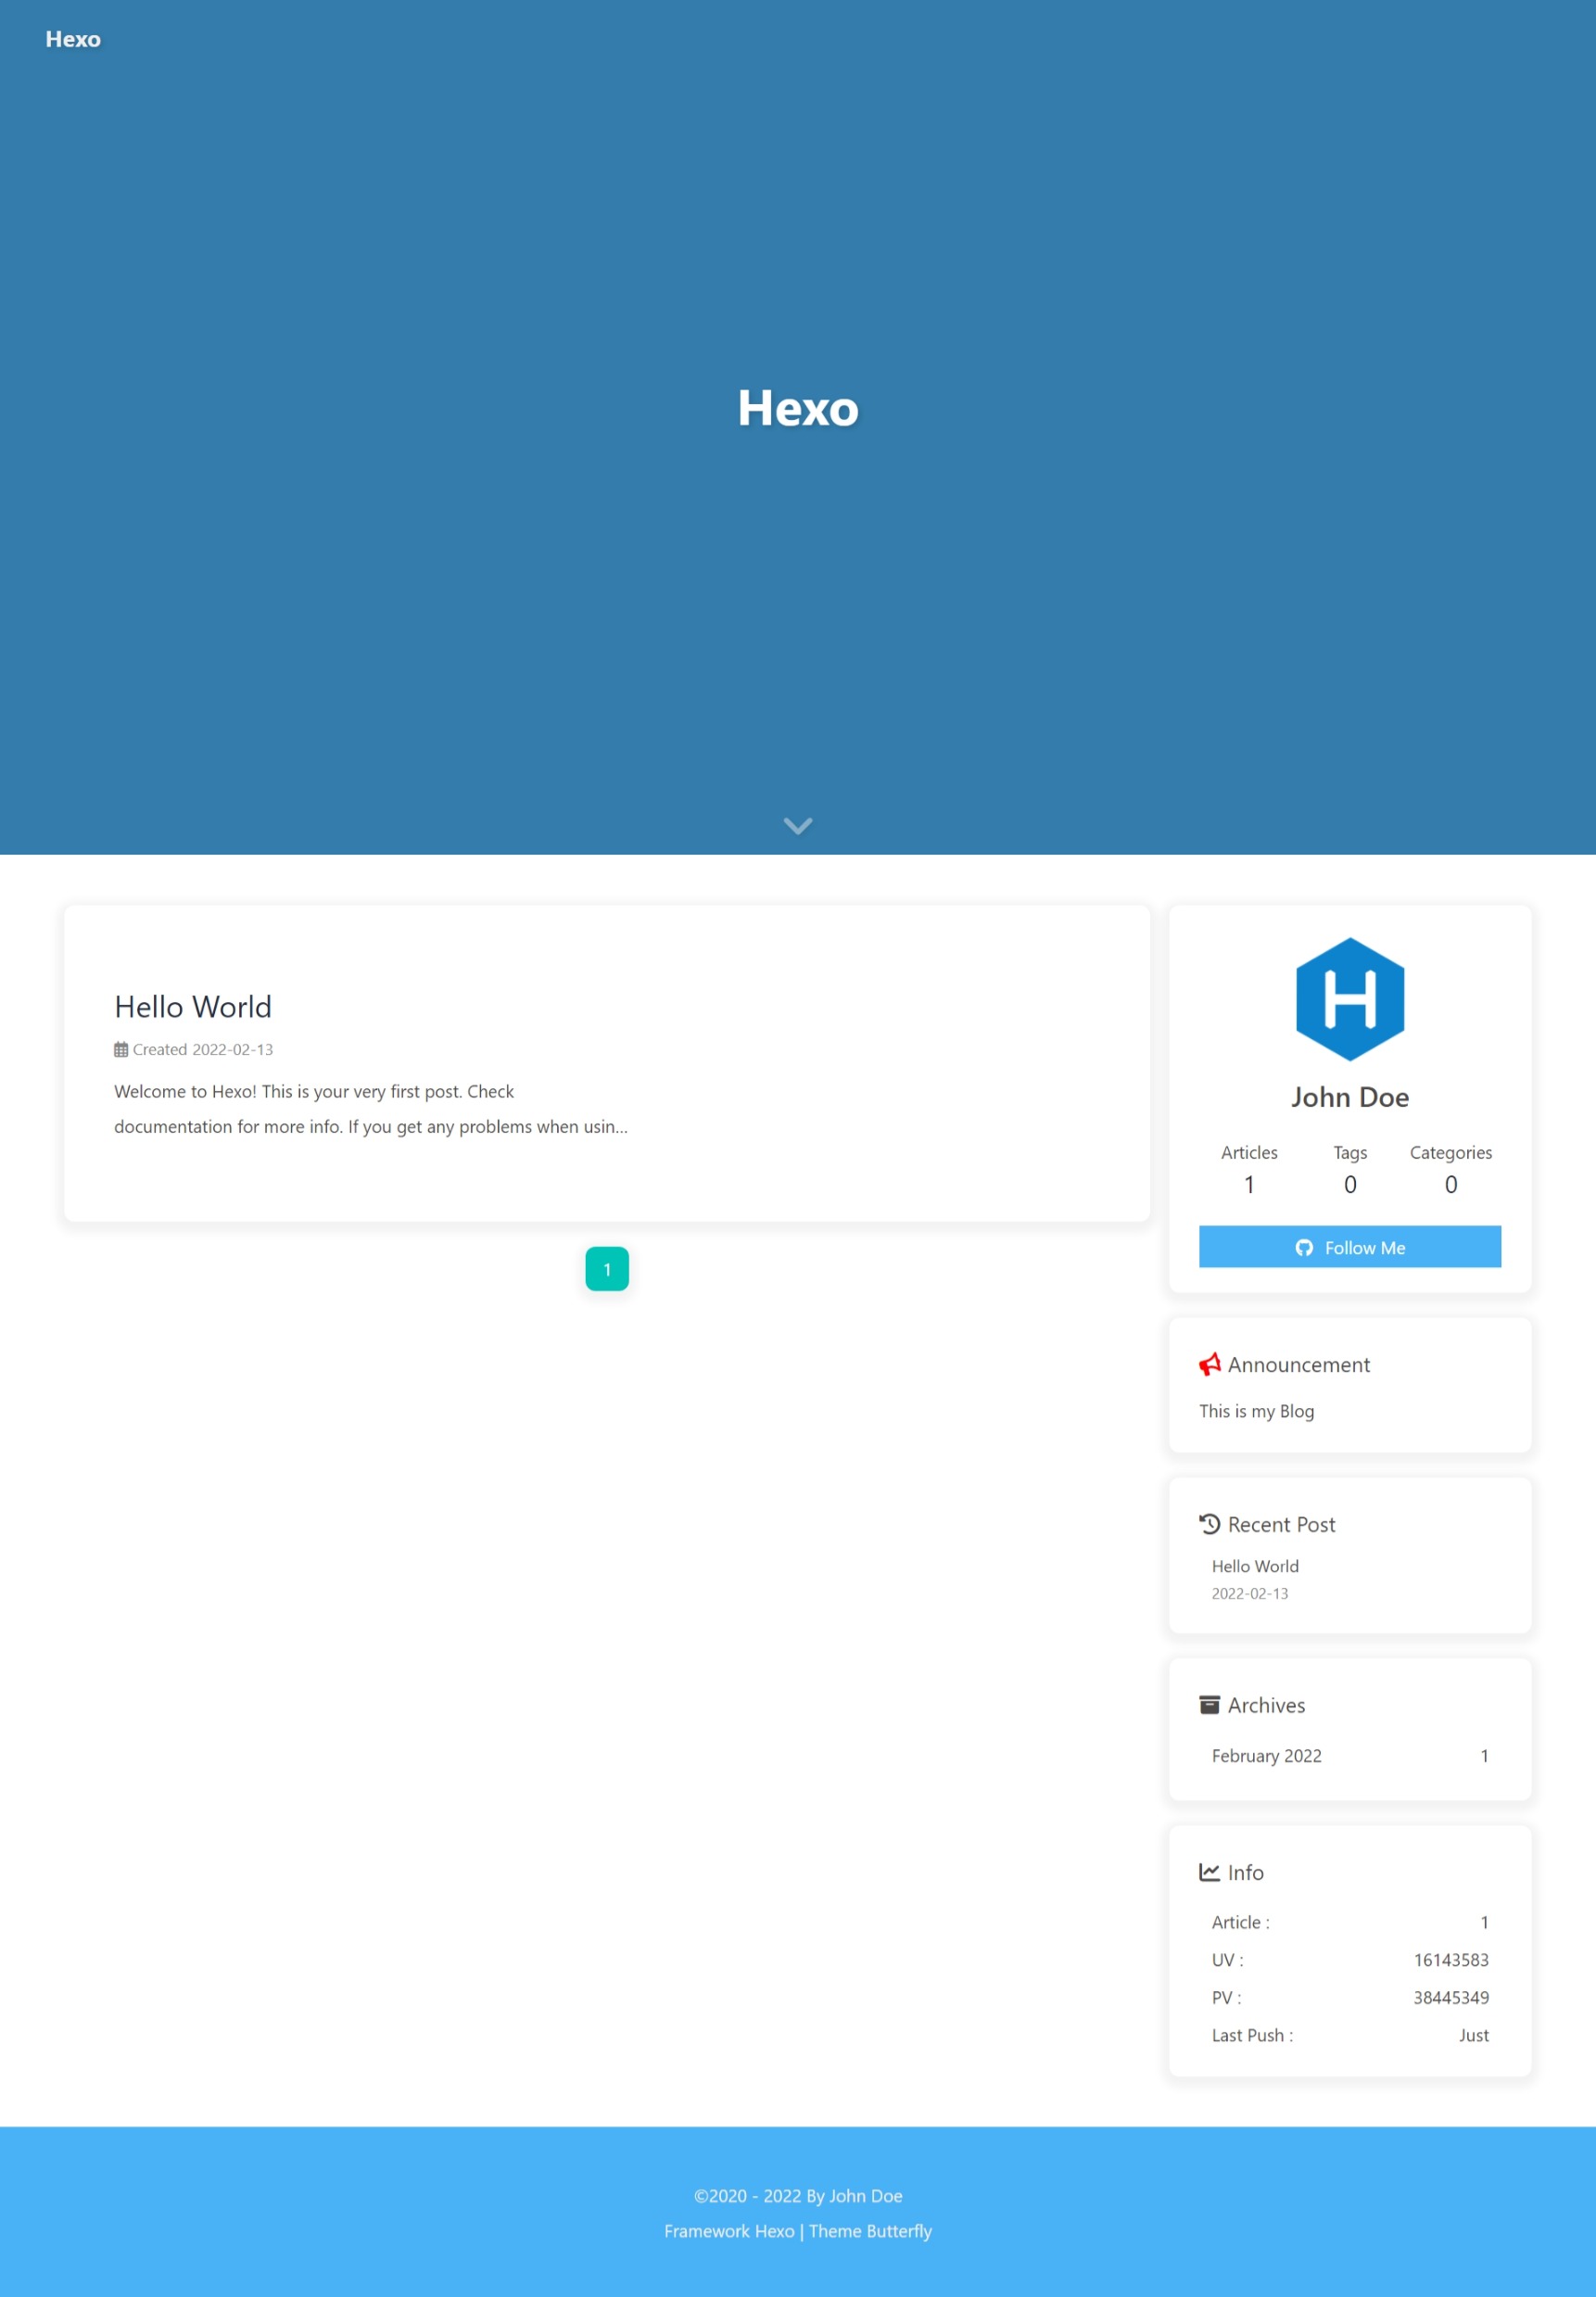 Hexo
Hexo
Hello World
Created 2022-02-13
Welcome to Hexo! This is your very first post. Check
documentation for more info. If you get any problems when usin...
1
H
John Doe
Articles Tags Categories
1 0 0
Follow Me
Announcement
This is my Blog
Recent Post
Hello World
2022-02-13
Archives
February 2022 1
Info
Article : 1
UV : 16143583
PV : 38445349
Last Push : Just
©2020 - 2022 By John Doe
Framework Hexo | Theme Butterfly